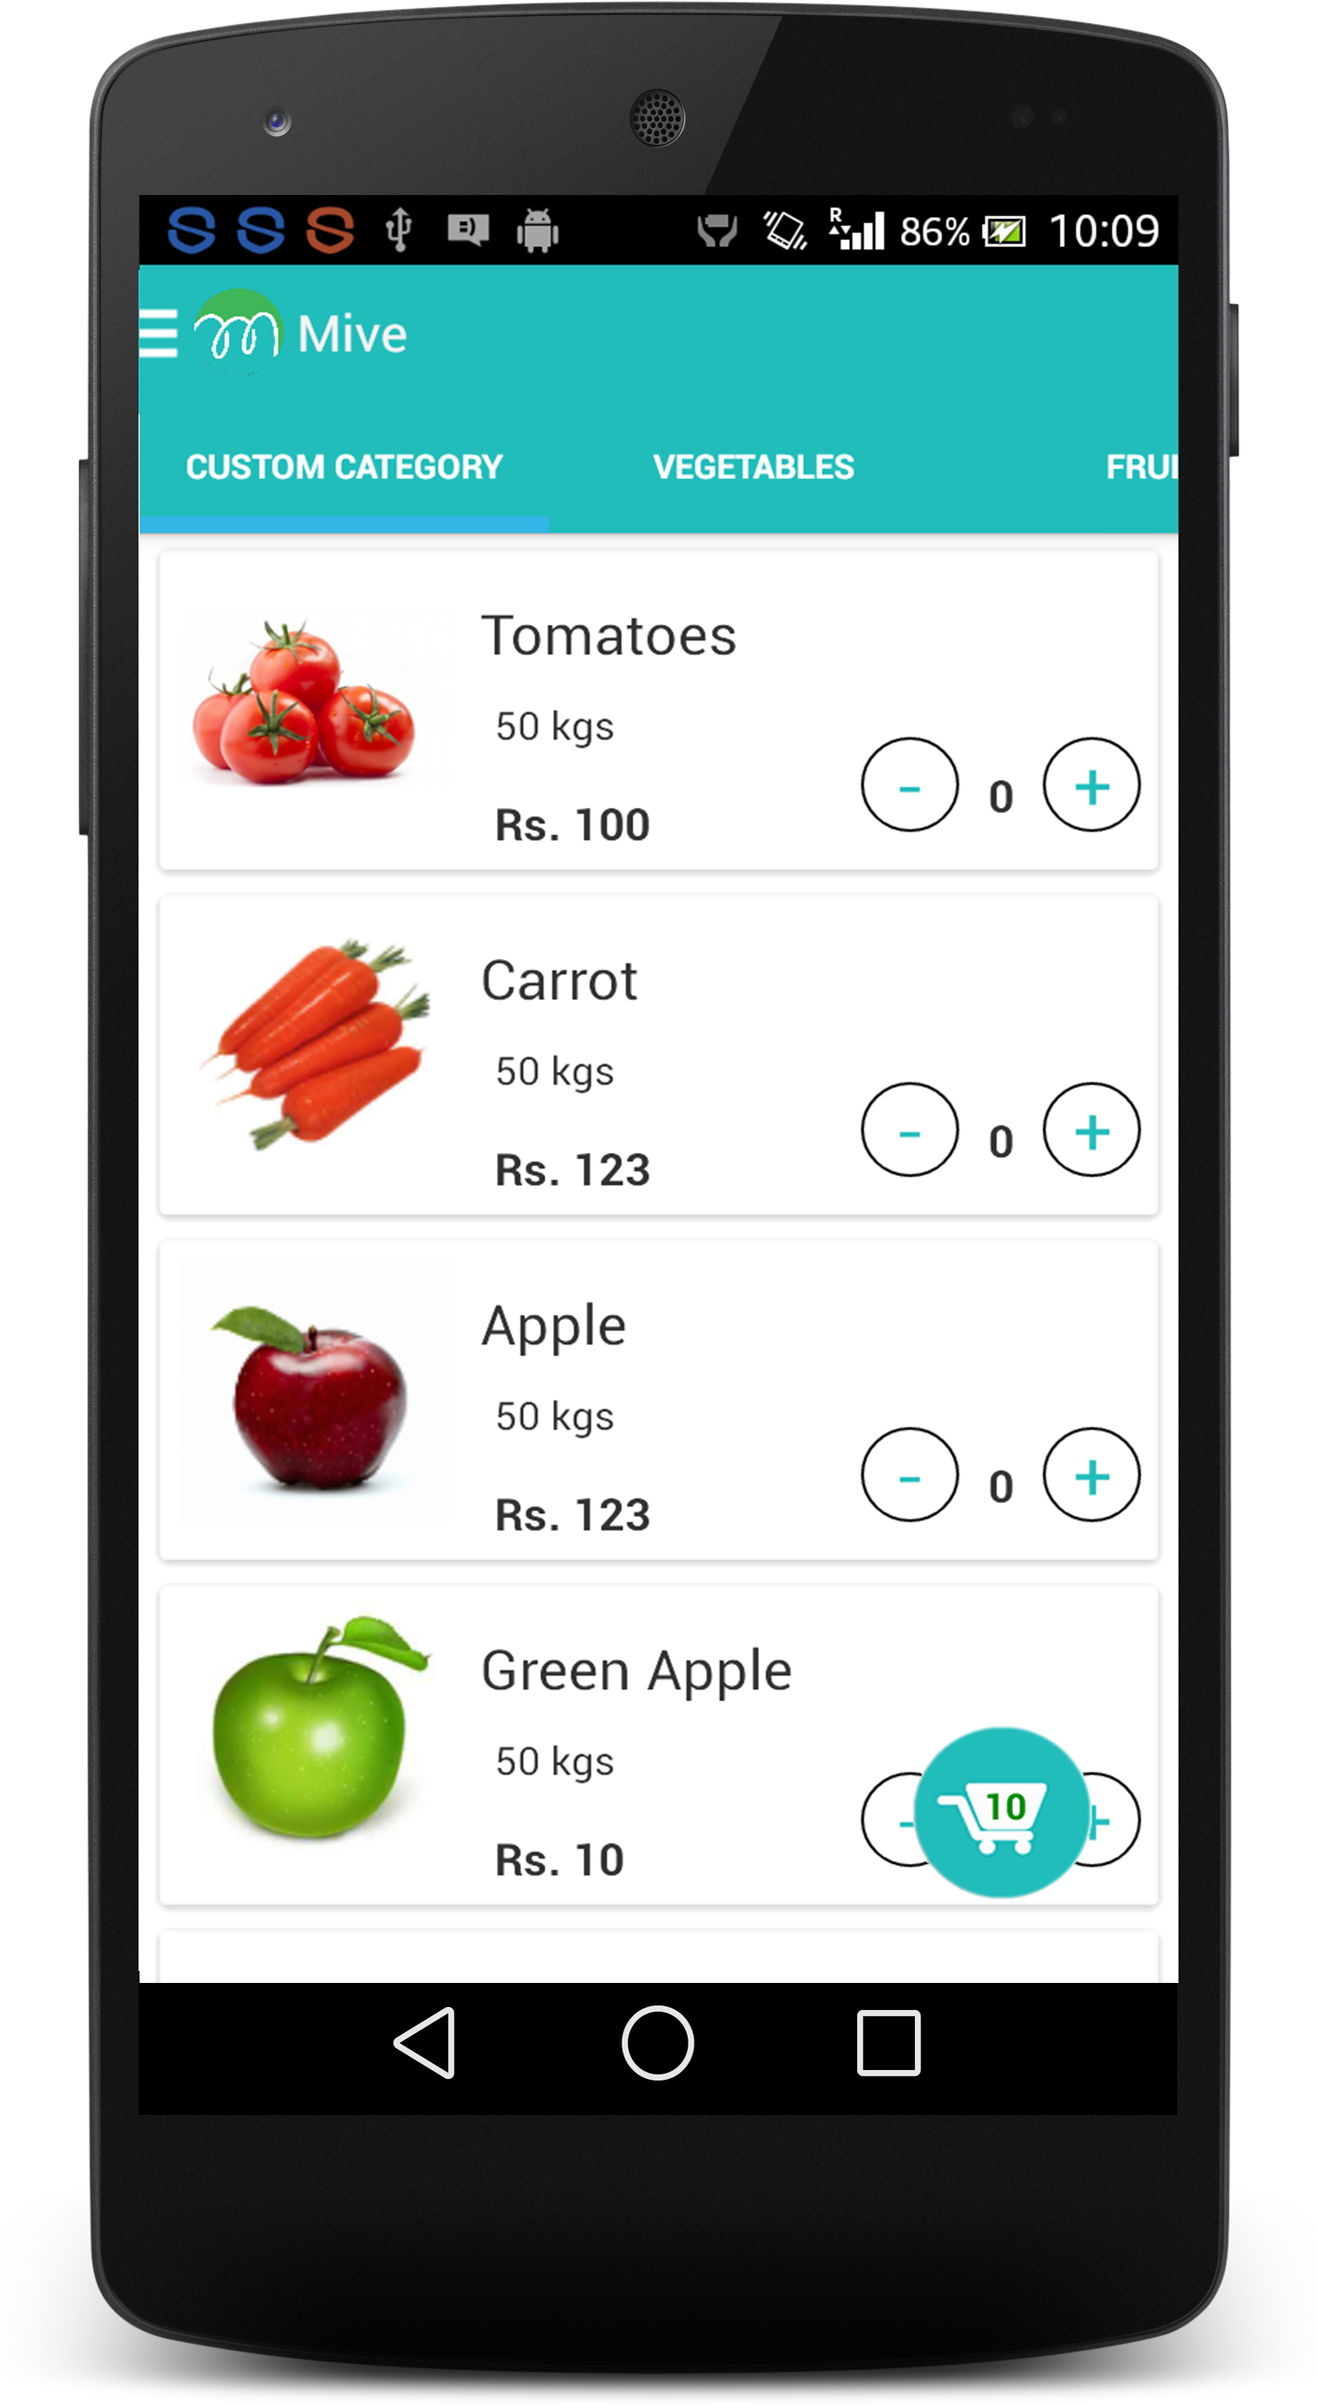 R 86% 10:09
Mive
CUSTOM CATEGORY VEGETABLES FRUI
Tomatoes
50 kgs
Rs. 100
- 0 +
Carrot
50 kgs
Rs. 123
- 0 +
Apple
50 kgs
Rs. 123
- 0 +
Green Apple
50 kgs
- 10 +
Rs. 10